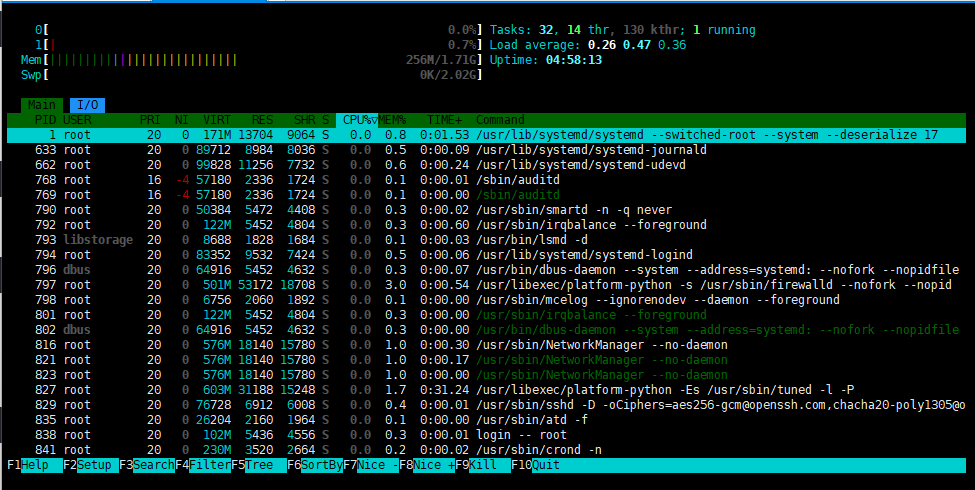 0[ 0.0%] Tasks: 32, 14 thr, 130 kthr; 1 running
1[| 0.7%] Load average: 0.26 0.47 0.36
Mem[||||||||||||||||||||||||||| 256M/1.71G] Uptime: 04:58:13
Swp[ 0K/2.02G]
Main I/O
PID USER PRI NI VIRT RES SHR S CPU%▽MEM% TIME+ Command
1 root 20 0 171M 13704 9064 S 0.0 0.8 0:01.53 /usr/lib/systemd/systemd --switched-root --system --deserialize 17
633 root 20 0 89712 8984 8036 S 0.0 0.5 0:00.09 /usr/lib/systemd/systemd-journald
662 root 20 0 99828 11256 7732 S 0.0 0.6 0:00.24 /usr/lib/systemd/systemd-udevd
768 root 16 -4 57180 2336 1724 S 0.0 0.1 0:00.01 /sbin/auditd
769 root 16 -4 57180 2336 1724 S 0.0 0.1 0:00.00 /sbin/auditd
790 root 20 0 50384 5472 4408 S 0.0 0.3 0:00.02 /usr/sbin/smartd -n -q never
792 root 20 0 122M 5452 4804 S 0.0 0.3 0:00.60 /usr/sbin/irqbalance --foreground
793 libstorage 20 0 8688 1828 1684 S 0.0 0.1 0:00.03 /usr/bin/lsmd -d
794 root 20 0 83352 9532 7424 S 0.0 0.5 0:00.06 /usr/lib/systemd/systemd-logind
796 dbus 20 0 64916 5452 4632 S 0.0 0.3 0:00.07 /usr/bin/dbus-daemon --system --address=systemd: --nofork --nopidfile
797 root 20 0 501M 53172 18708 S 0.0 3.0 0:00.54 /usr/libexec/platform-python -s /usr/sbin/firewalld --nofork --nopid
798 root 20 0 6756 2060 1892 S 0.0 0.1 0:00.00 /usr/sbin/mcelog --ignorenodev --daemon --foreground
801 root 20 0 122M 5452 4804 S 0.0 0.3 0:00.00 /usr/sbin/irqbalance --foreground
802 dbus 20 0 64916 5452 4632 S 0.0 0.3 0:00.00 /usr/bin/dbus-daemon --system --address=systemd: --nofork --nopidfile
816 root 20 0 576M 18140 15780 S 0.0 1.0 0:00.30 /usr/sbin/NetworkManager --no-daemon
821 root 20 0 576M 18140 15780 S 0.0 1.0 0:00.17 /usr/sbin/NetworkManager --no-daemon
823 root 20 0 576M 18140 15780 S 0.0 1.0 0:00.00 /usr/sbin/NetworkManager --no-daemon
827 root 20 0 603M 31188 15248 S 0.0 1.7 0:31.24 /usr/libexec/platform-python -Es /usr/sbin/tuned -l -P
829 root 20 0 76728 6912 6008 S 0.0 0.4 0:00.01 /usr/sbin/sshd -D -oCiphers=aes256-gcm@openssh.com,chacha20-poly1305@o
835 root 20 0 26204 2160 1964 S 0.0 0.1 0:00.00 /usr/sbin/atd -f
838 root 20 0 102M 5436 4556 S 0.0 0.3 0:00.01 login -- root
841 root 20 0 230M 3520 2664 S 0.0 0.2 0:00.02 /usr/sbin/crond -n
F1Help F2Setup F3SearchF4FilterF5Tree F6SortByF7Nice -F8Nice +F9Kill F10Quit